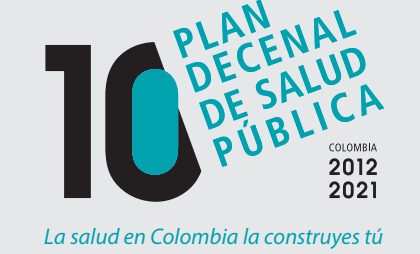 10
PLAN
DECENAL
DE SALUD
PÚBLICA
COLOMBIA
2012
2021
La salud en Colombia la construyes tú